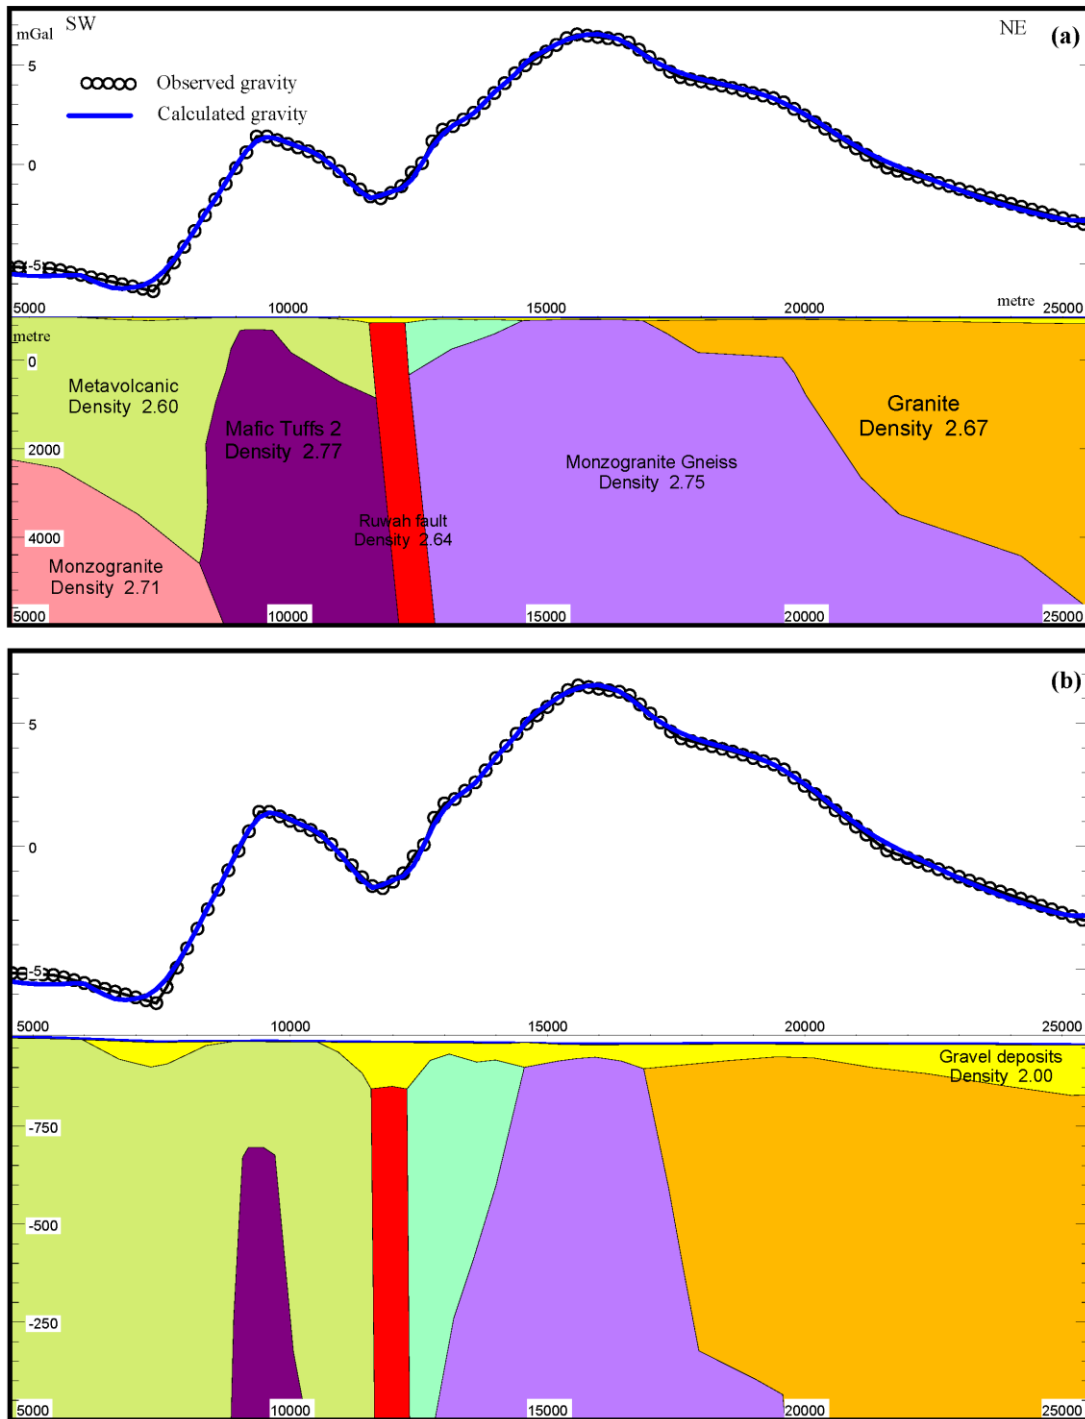 SW
NE
(a)
mGal
5
Observed gravity
Calculated gravity
0
-5
5000
10000
15000
20000
metre
25000
metre
0
Metavolcanic
Density 2.60
Mafic Tuffs 2
Density 2.77
Granite
Density 2.67
2000
Monzogranite Gneiss
Density 2.75
Ruwah fault
Density 2.64
4000
Monzogranite
Density 2.71
5000
10000
15000
20000
25000
(b)
5
0
-5
5000
10000
15000
20000
25000
Gravel deposits
Density 2.00
-750
-500
-250
5000
10000
15000
20000
25000